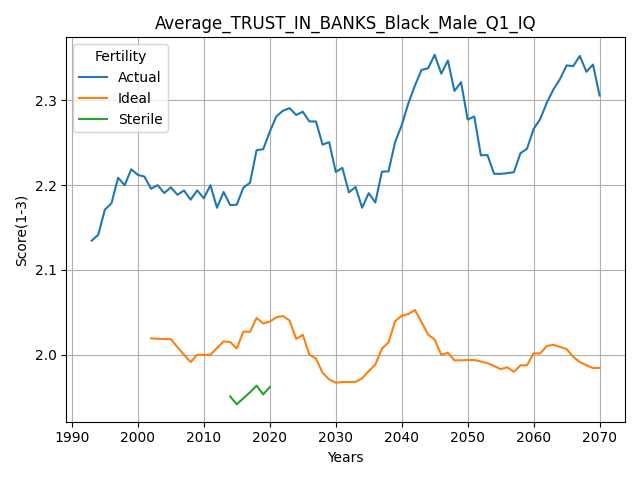 Average_TRUST_IN_BANKS_Black_Male_Q1_IQ
Fertility
Actual
Ideal
Sterile
Score(1-3)
2.3
2.2
2.1
2.0
1990 2000 2010 2020 2030 2040 2050 2060 2070
Years